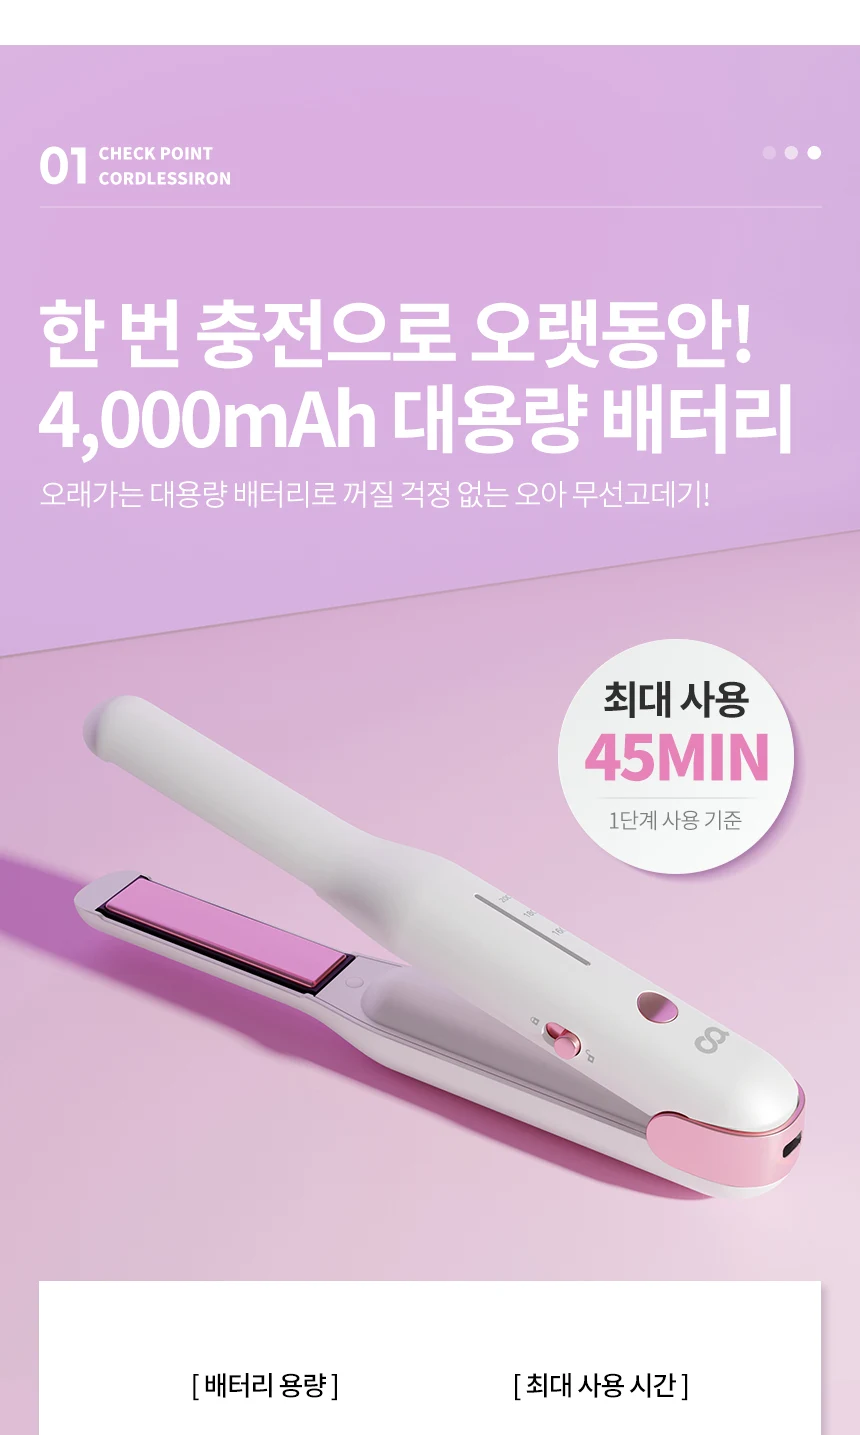 01
CHECK POINT
CORDLESSIRON
한 번 충전으로 오랫동안!
4,000mAh 대용량 배터리
오래가는 대용량 배터리로 꺼질 걱정 없는 오아 무선고데기!
최대 사용
45MIN
1단계 사용 기준
oa
[ 배터리 용량 ]
[ 최대 사용 시간 ]